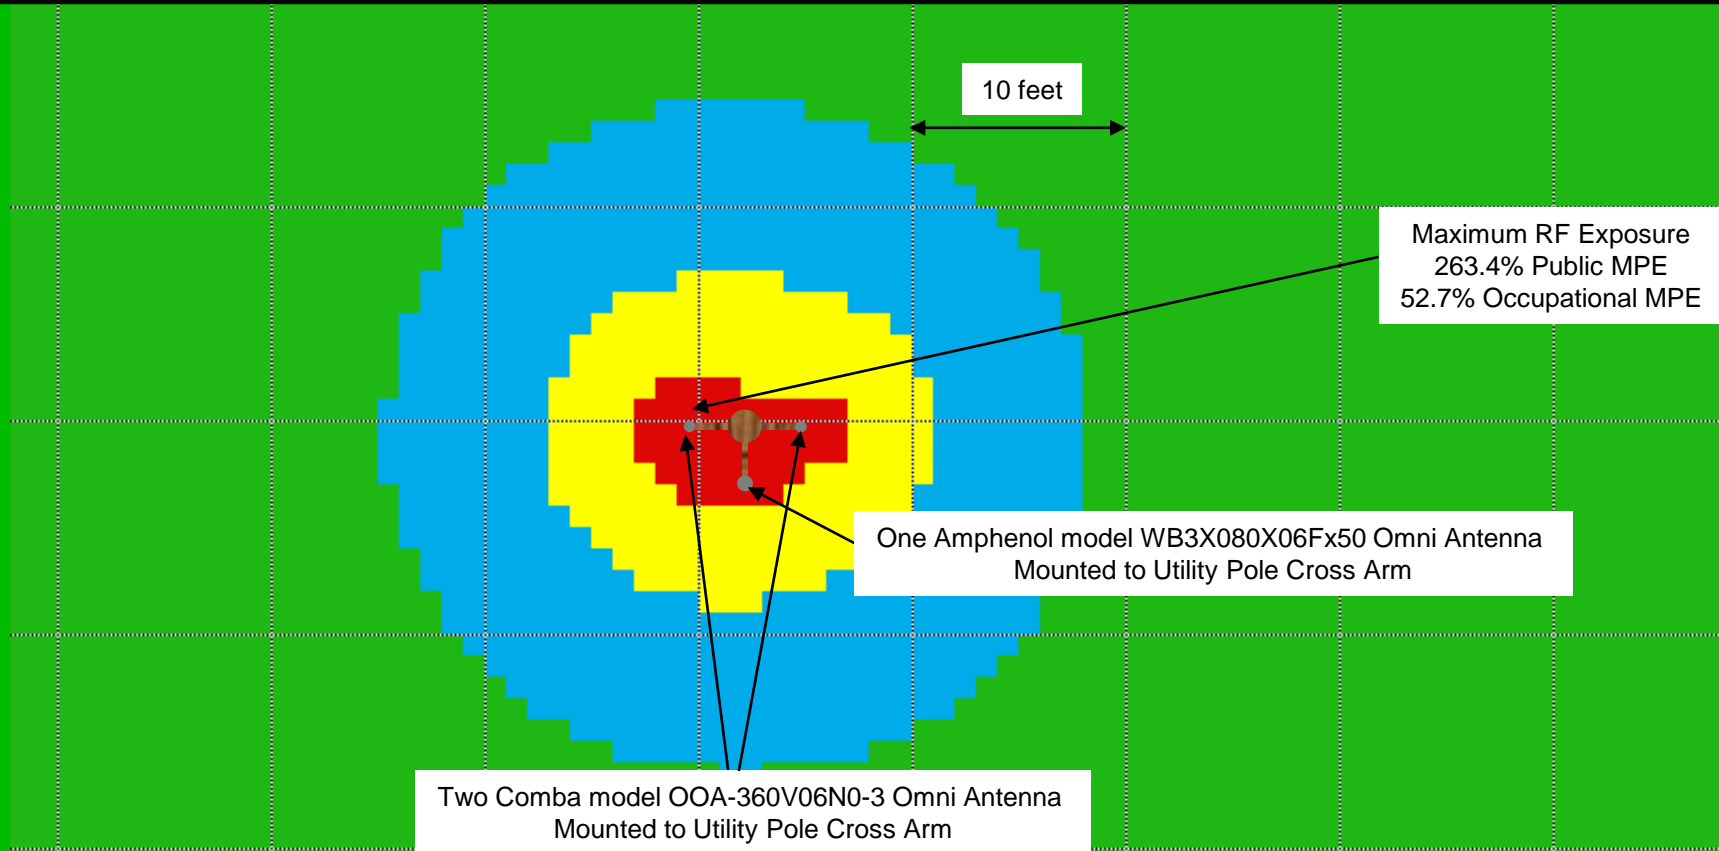 10 feet
Maximum RF Exposure
263.4% Public MPE
52.7% Occupational MPE
One Amphenol model WB3X080X06Fx50 Omni Antenna
Mounted to Utility Pole Cross Arm
Two Comba model OOA-360V06N0-3 Omni Antenna
Mounted to Utility Pole Cross Arm